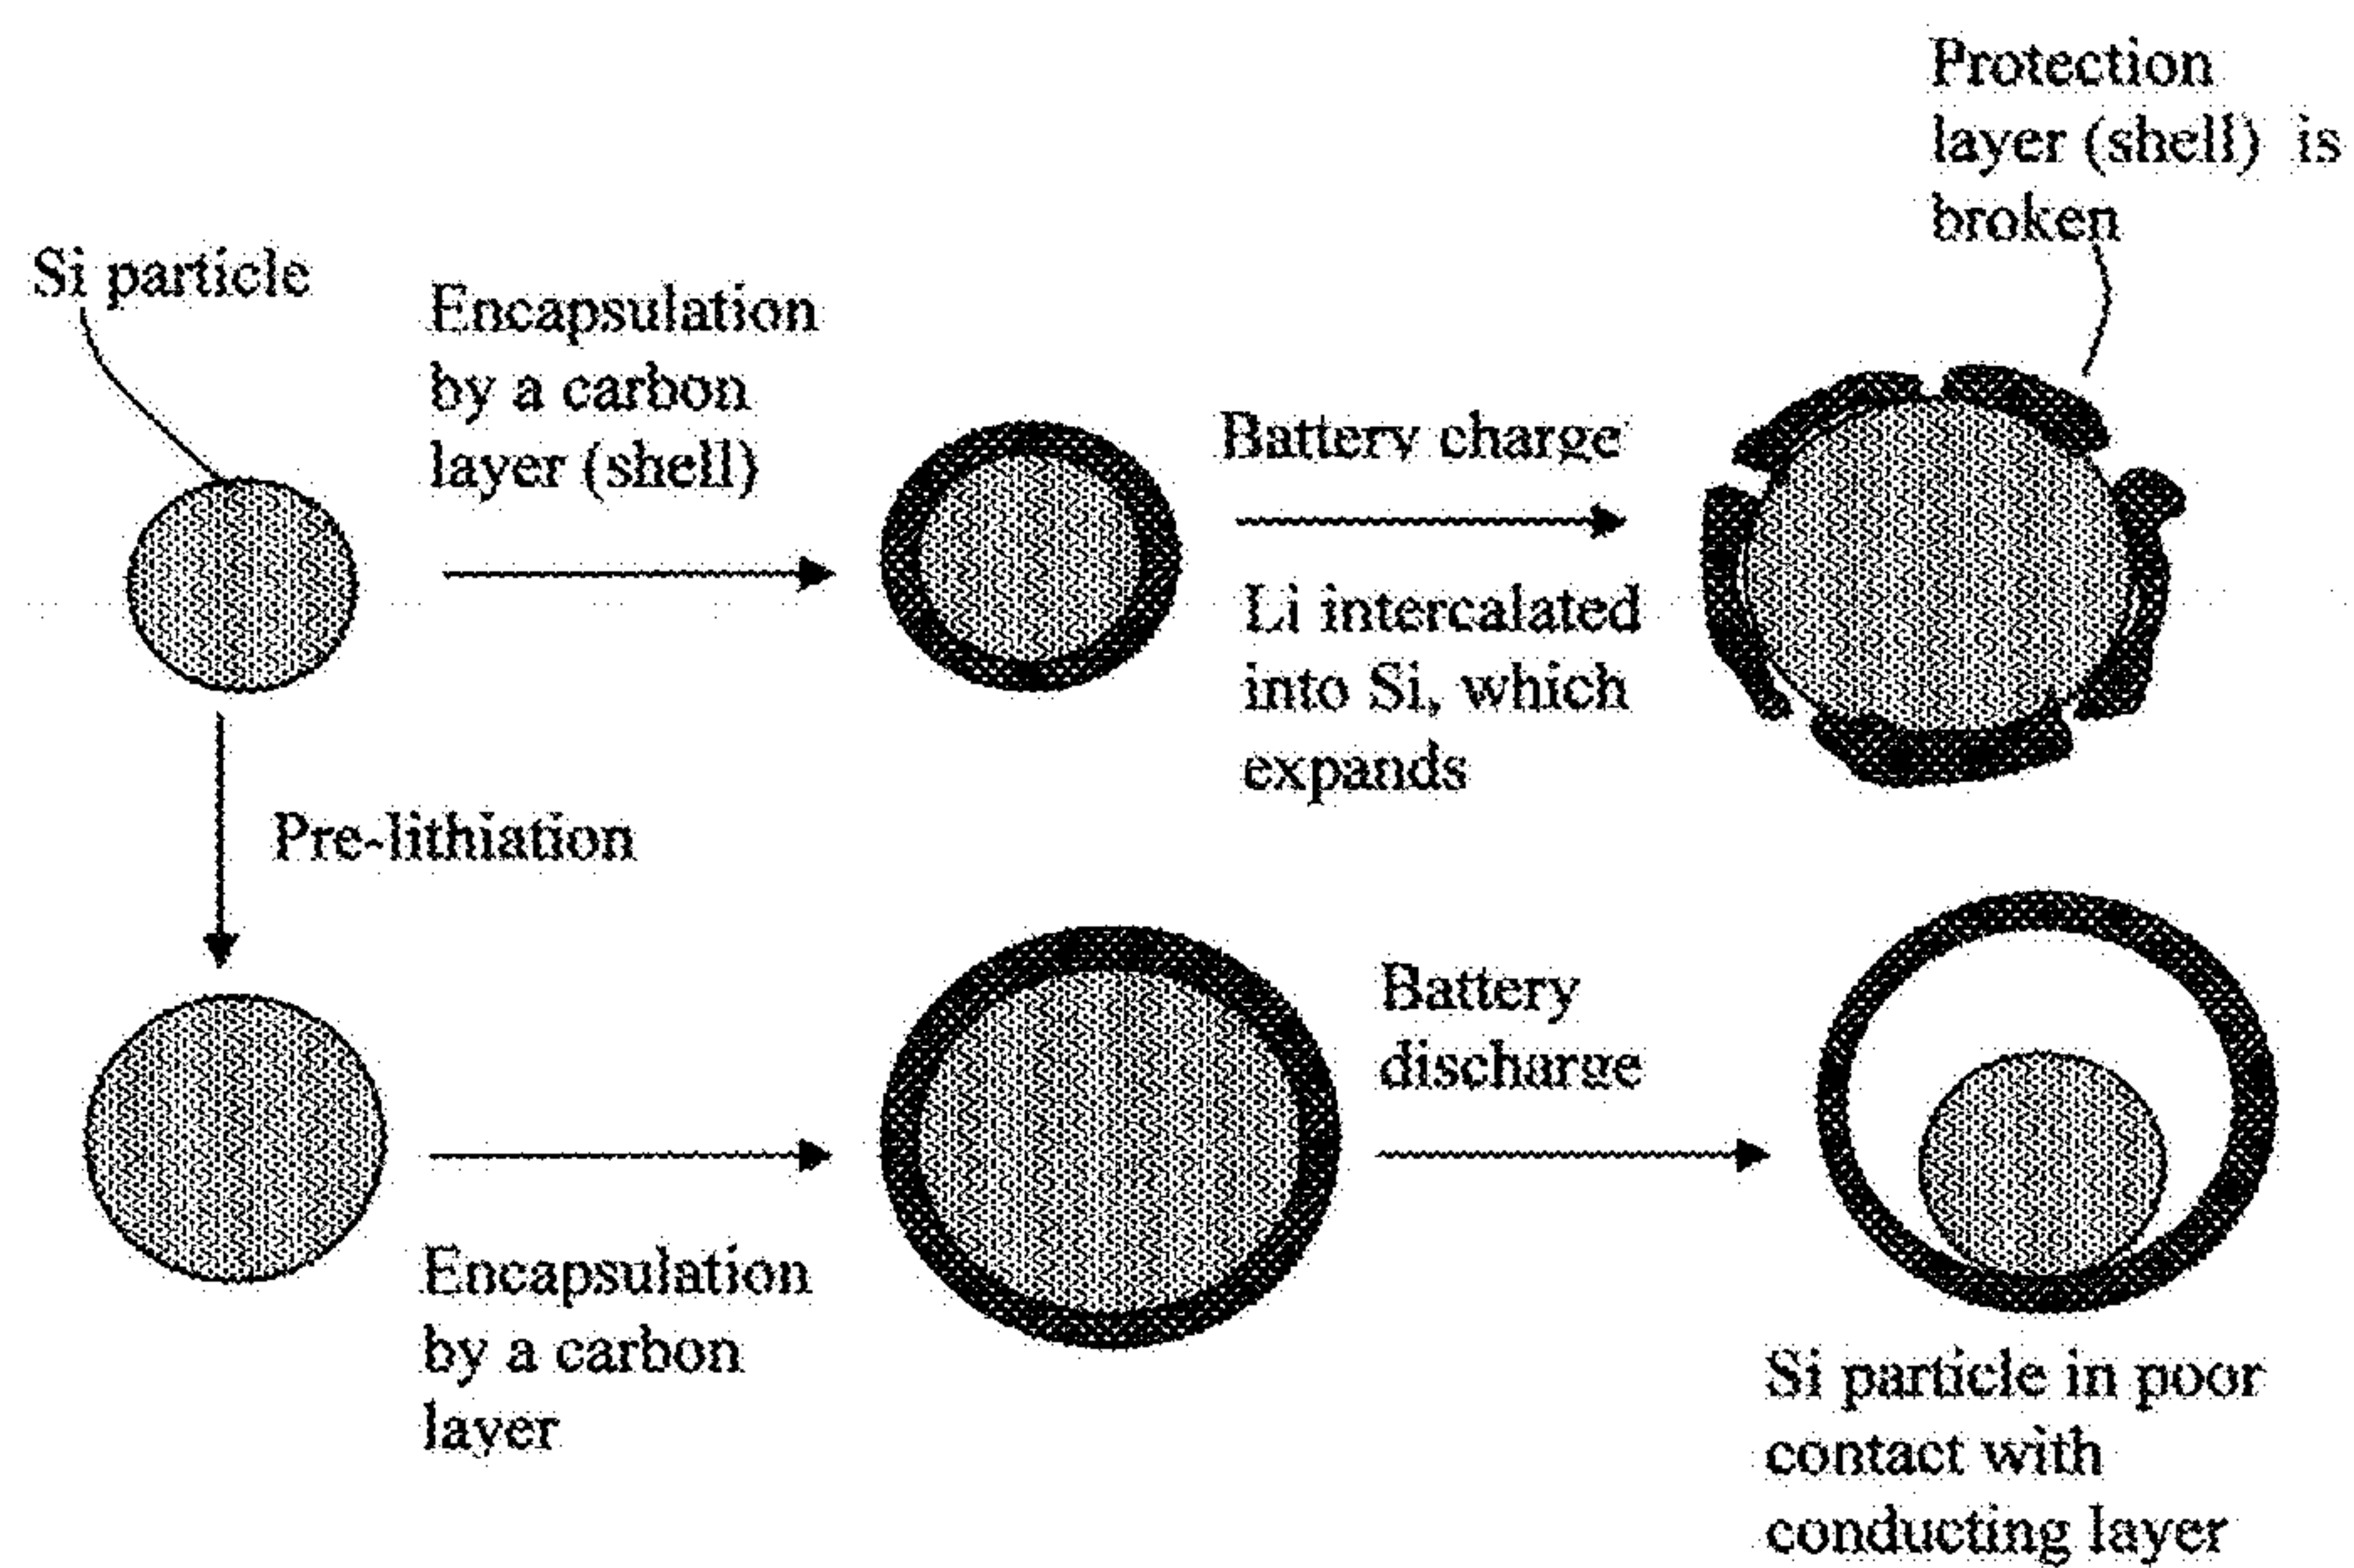 Si particle
Encapsulation
by a carbon
layer (shell)
Battery charge
Li intercalated
into Si, which
expands
Protection
layer (shell) is
broken
Pre-lithiation
Encapsulation
by a carbon
layer
Battery
discharge
Si particle in poor
contact with
conducting layer